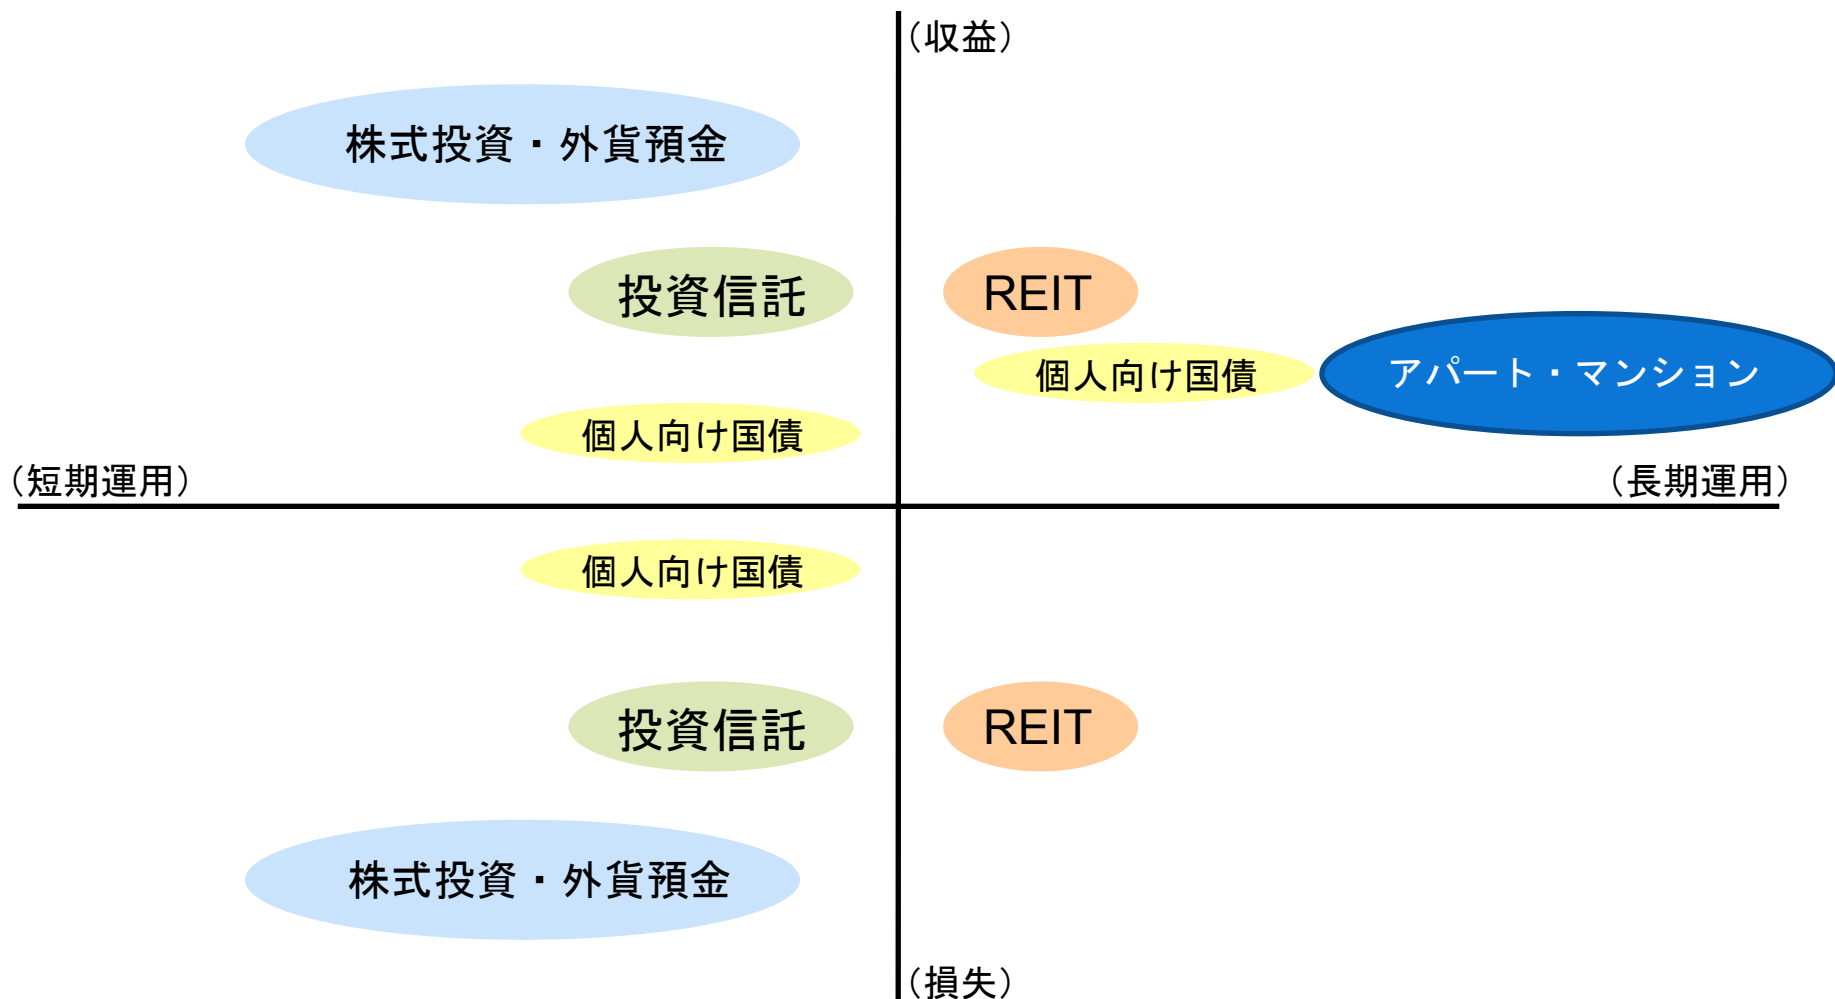 （収益）
株式投資・外貨預金
投資信託
REIT
個人向け国債
アパート・マンション
個人向け国債
（短期運用）
（長期運用）
個人向け国債
投資信託
REIT
株式投資・外貨預金
（損失）